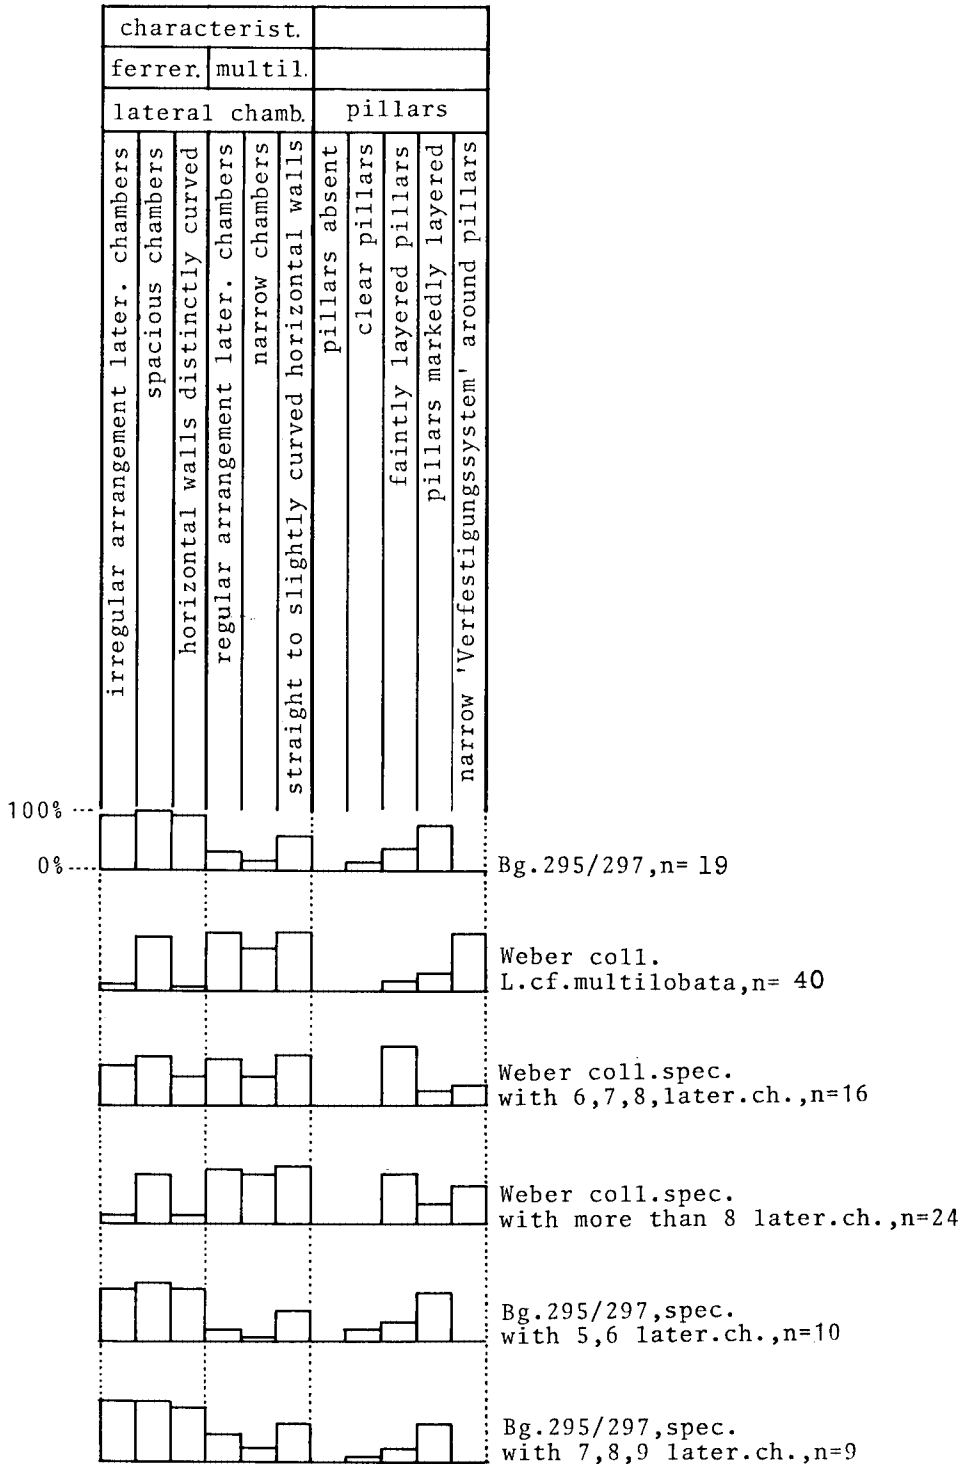 characterist.
ferrer. multil.
lateral chamb. pillars
irregular arrangement later. chambers
spacious chambers
horizontal walls distinctly curved
regular arrangement later. chambers
narrow chambers
straight to slightly curved horizontal walls
pillars absent
clear pillars
faintly layered pillars
pillars markedly layered
narrow 'Verfestigungssystem' around pillars
100%
0%
Bg.295/297,n= 19
Weber coll.
L.cf.multilobata,n= 40
Weber coll.spec.
with 6,7,8,later.ch.,n=16
Weber coll.spec.
with more than 8 later.ch.,n=24
Bg.295/297,spec.
with 5,6 later.ch.,n=10
Bg.295/297,spec.
with 7,8,9 later.ch.,n=9